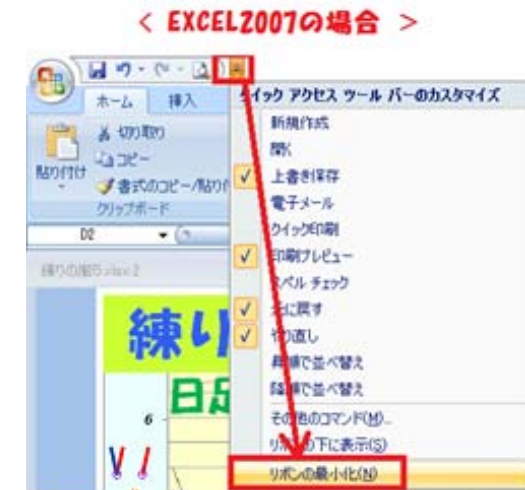 < EXCEL2007の場合 >
クイック アクセス ツール バーのカスタマイズ
ホーム 挿入
新規作成
切り取り
開く
コピー
上書き保存
貼り付け
書式のコピー/貼り付
電子メール
クリップボード
クイック印刷
D2
印刷プレビュー
スペル チェック
元に戻す
やり直し
練り
昇順で並べ替え
降順で並べ替え
日足
6
その他のコマンド(M)...
リボンの下に表示(S)
リボンの最小化(N)